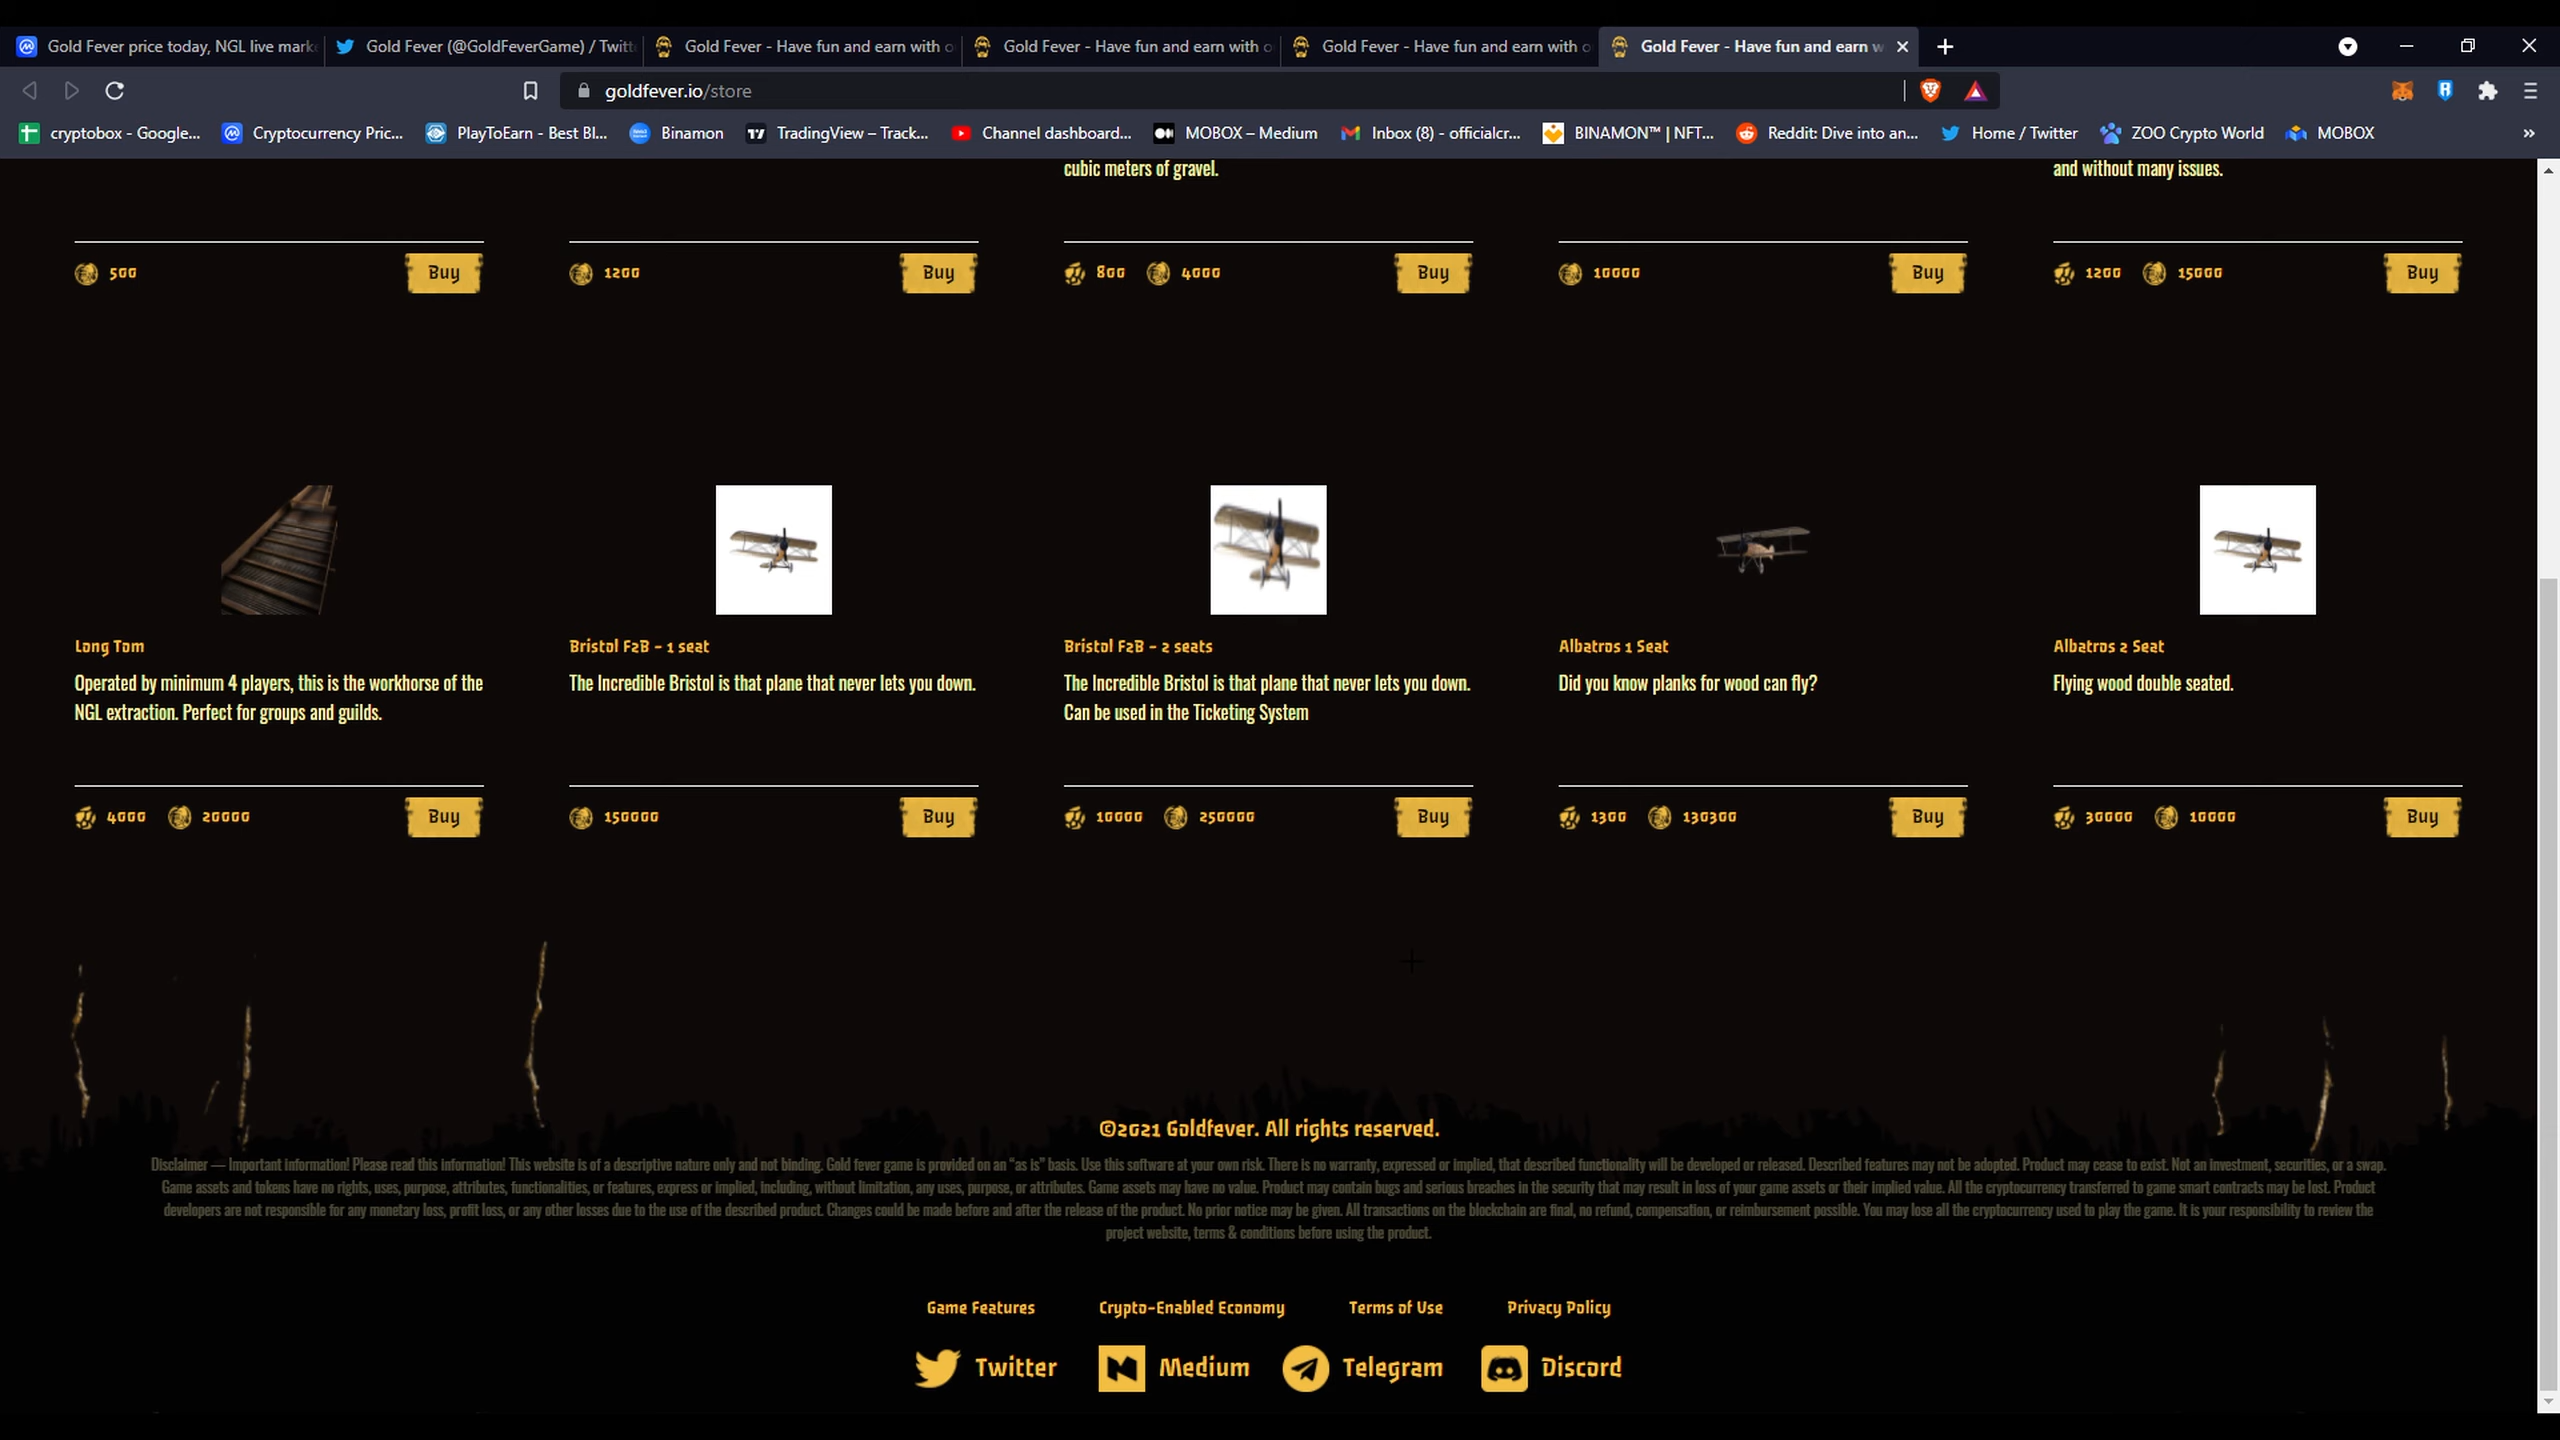 Gold Fever price today, NGL live mark
Gold Fever (@GoldFeverGame) / Twitt
Gold Fever - Have fun and earn with o
Gold Fever - Have fun and earn with o
Gold Fever - Have fun and earn with o
Gold Fever - Have fun and earn w
goldfever.io/store
cryptobox - Google...
Cryptocurrency Pric...
PlayToEarn - Best Bl...
Binamon
TradingView – Track...
Channel dashboard...
MOBOX – Medium
Inbox (8) - officialcr...
BINAMON™ | NFT...
Reddit: Dive into an...
Home / Twitter
ZOO Crypto World
MOBOX
cubic meters of gravel.
and without many issues.
500 Buy
1200 Buy
800 4000 Buy
10000 Buy
1200 15000 Buy
Long Tom
Operated by minimum 4 players, this is the workhorse of the
NGL extraction. Perfect for groups and guilds.
4000 20000 Buy
Bristol F2B - 1 seat
The Incredible Bristol is that plane that never lets you down.
150000 Buy
Bristol F2B - 2 seats
The Incredible Bristol is that plane that never lets you down.
Can be used in the Ticketing System
10000 250000 Buy
Albatros 1 Seat
Did you know planks for wood can fly?
1300 130300 Buy
Albatros 2 Seat
Flying wood double seated.
30000 10000 Buy
©2021 Goldfever. All rights reserved.
Disclaimer — Important information! Please read this information! This website is of a descriptive nature only and not binding. Gold fever game is provided on an “as is” basis. Use this software at your own risk. There is no warranty, expressed or implied, that described functionality will be developed or released. Described features may not be adopted. Product may cease to exist. Not an investment, securities, or a swap.
Game assets and tokens have no rights, uses, purpose, attributes, functionalities, or features, express or implied, including, without limitation, any uses, purpose, or attributes. Game assets may have no value. Product may contain bugs and serious breaches in the security that may result in loss of your game assets or their implied value. All the cryptocurrency transferred to game smart contracts may be lost. Product
developers are not responsible for any monetary loss, profit loss, or any other losses due to the use of the described product. Changes could be made before and after the release of the product. No prior notice may be given. All transactions on the blockchain are final, no refund, compensation, or reimbursement possible. You may lose all the cryptocurrency used to play the game. It is your responsibility to review the
project website, terms & conditions before using the product.
Game Features
Crypto-Enabled Economy
Terms of Use
Privacy Policy
Twitter
Medium
Telegram
Discord